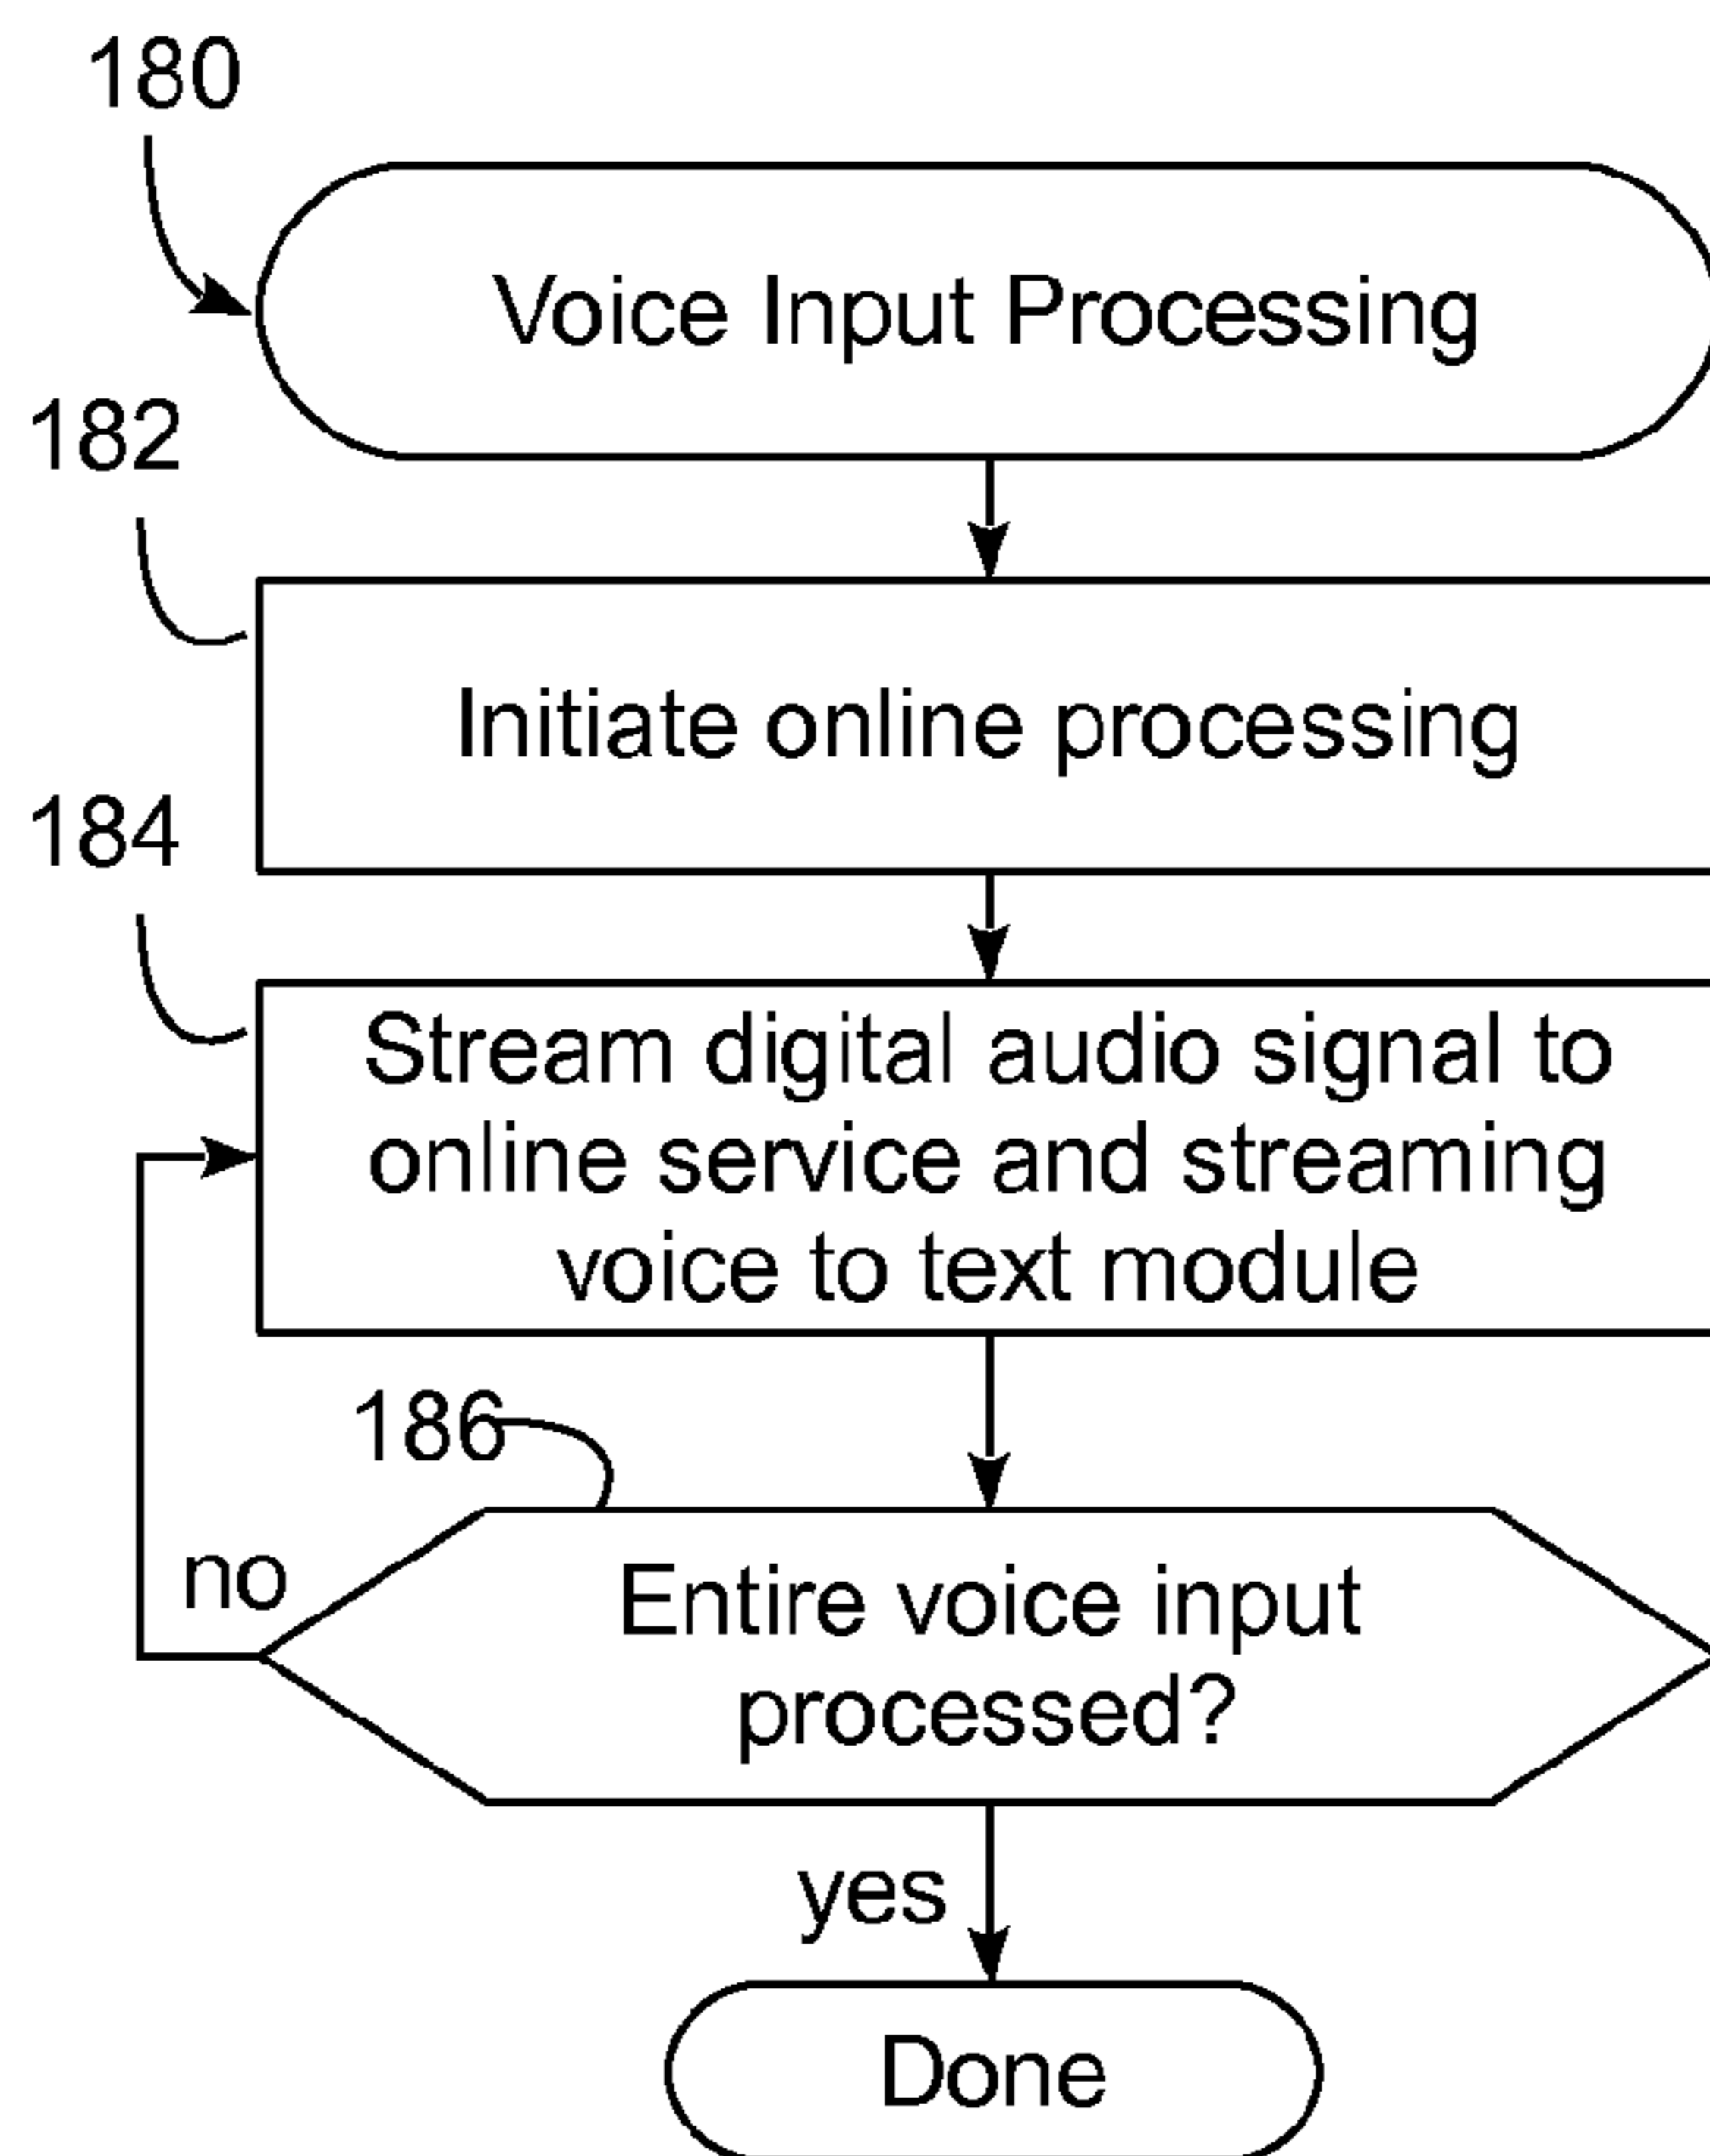 180
Voice Input Processing
182
Initiate online processing
184
Stream digital audio signal to
online service and streaming
voice to text module
186
no
Entire voice input
processed?
yes
Done